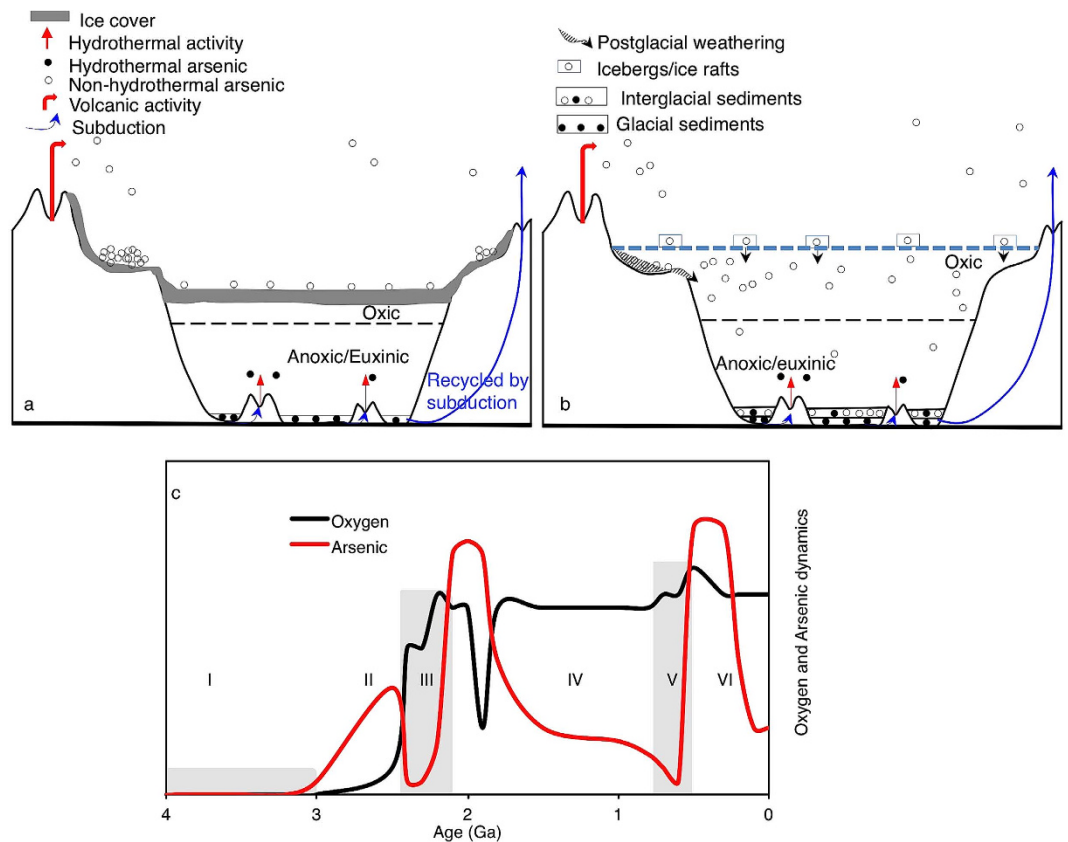 Ice cover
Hydrothermal activity
Hydrothermal arsenic
Non-hydrothermal arsenic
Volcanic activity
Subduction
Oxic
Anoxic/Euxinic
Recycled by
subduction
a
Postglacial weathering
Icebergs/ice rafts
Interglacial sediments
Glacial sediments
Oxic
Anoxic/euxinic
b
c
Oxygen
Arsenic
I
II
III
IV
V
VI
4
3
2
1
0
Age (Ga)
Oxygen and Arsenic dynamics